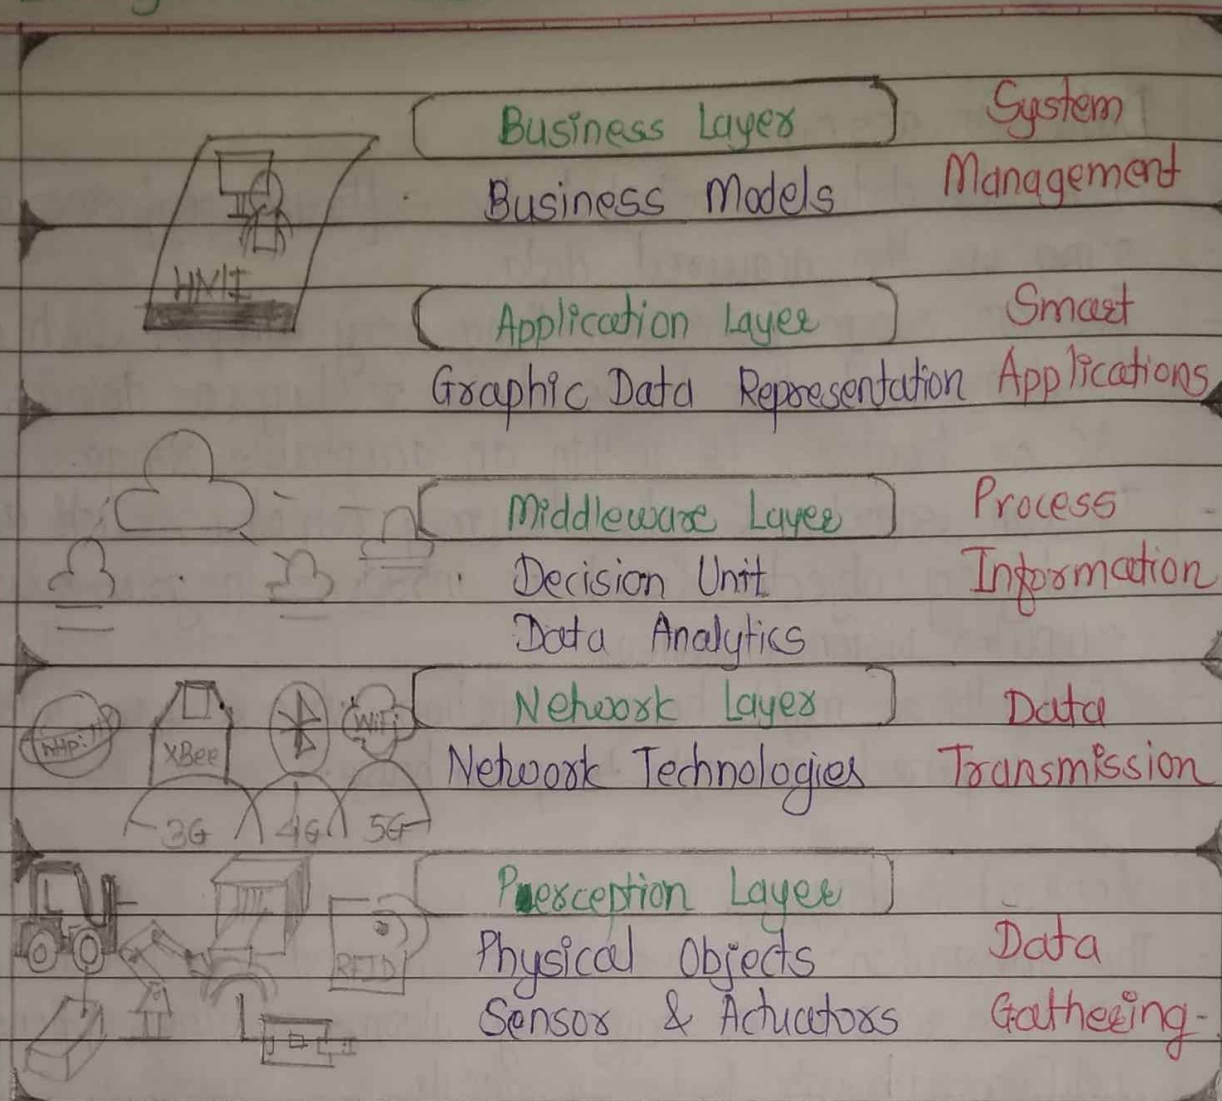 Business Layer
System
Business Models
Management
HMI
Application Layer
Smart
Graphic Data Representation
Applications
Middleware Layer
Process
Decision Unit
Information
Data Analytics
Network Layer
Data
http://
XBee
WiFi
Network Technologies
Transmission
3G
4G
5G
Perception Layer
Physical Objects
Data
RFID
Sensor & Actuators
Gathering